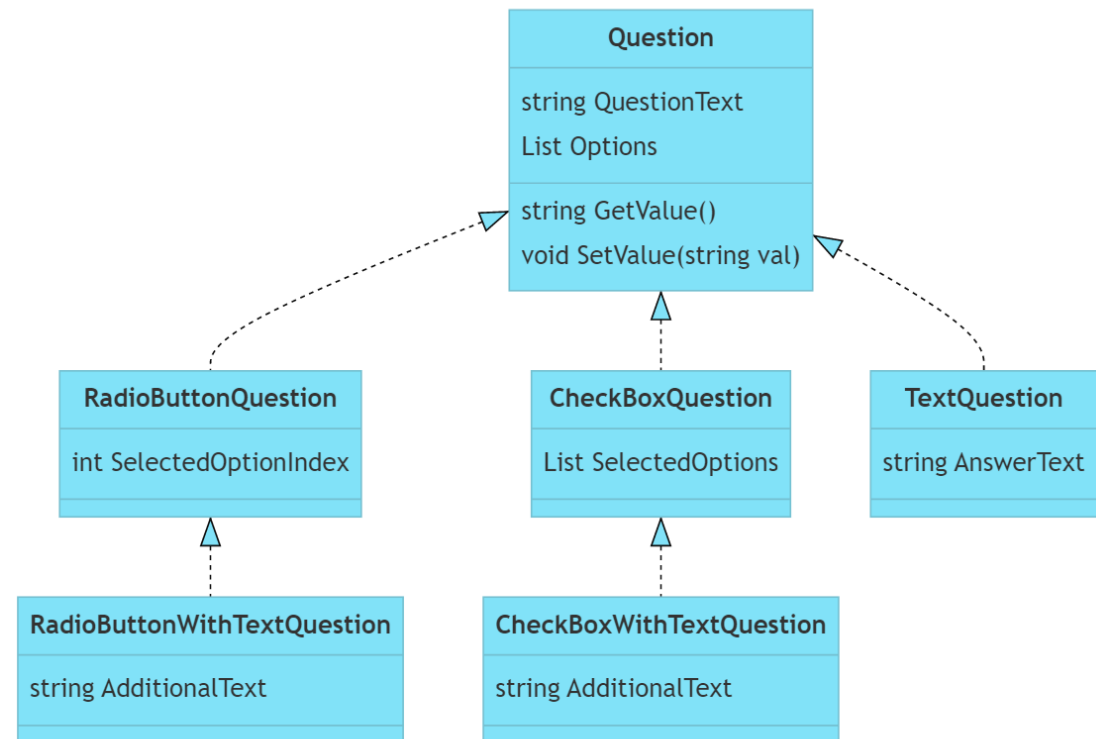 Question
string QuestionText
List Options
string GetValue()
void SetValue(string val)
RadioButtonQuestion
int SelectedOptionIndex
CheckBoxQuestion
List SelectedOptions
TextQuestion
string AnswerText
RadioButtonWithTextQuestion
string AdditionalText
CheckBoxWithTextQuestion
string AdditionalText